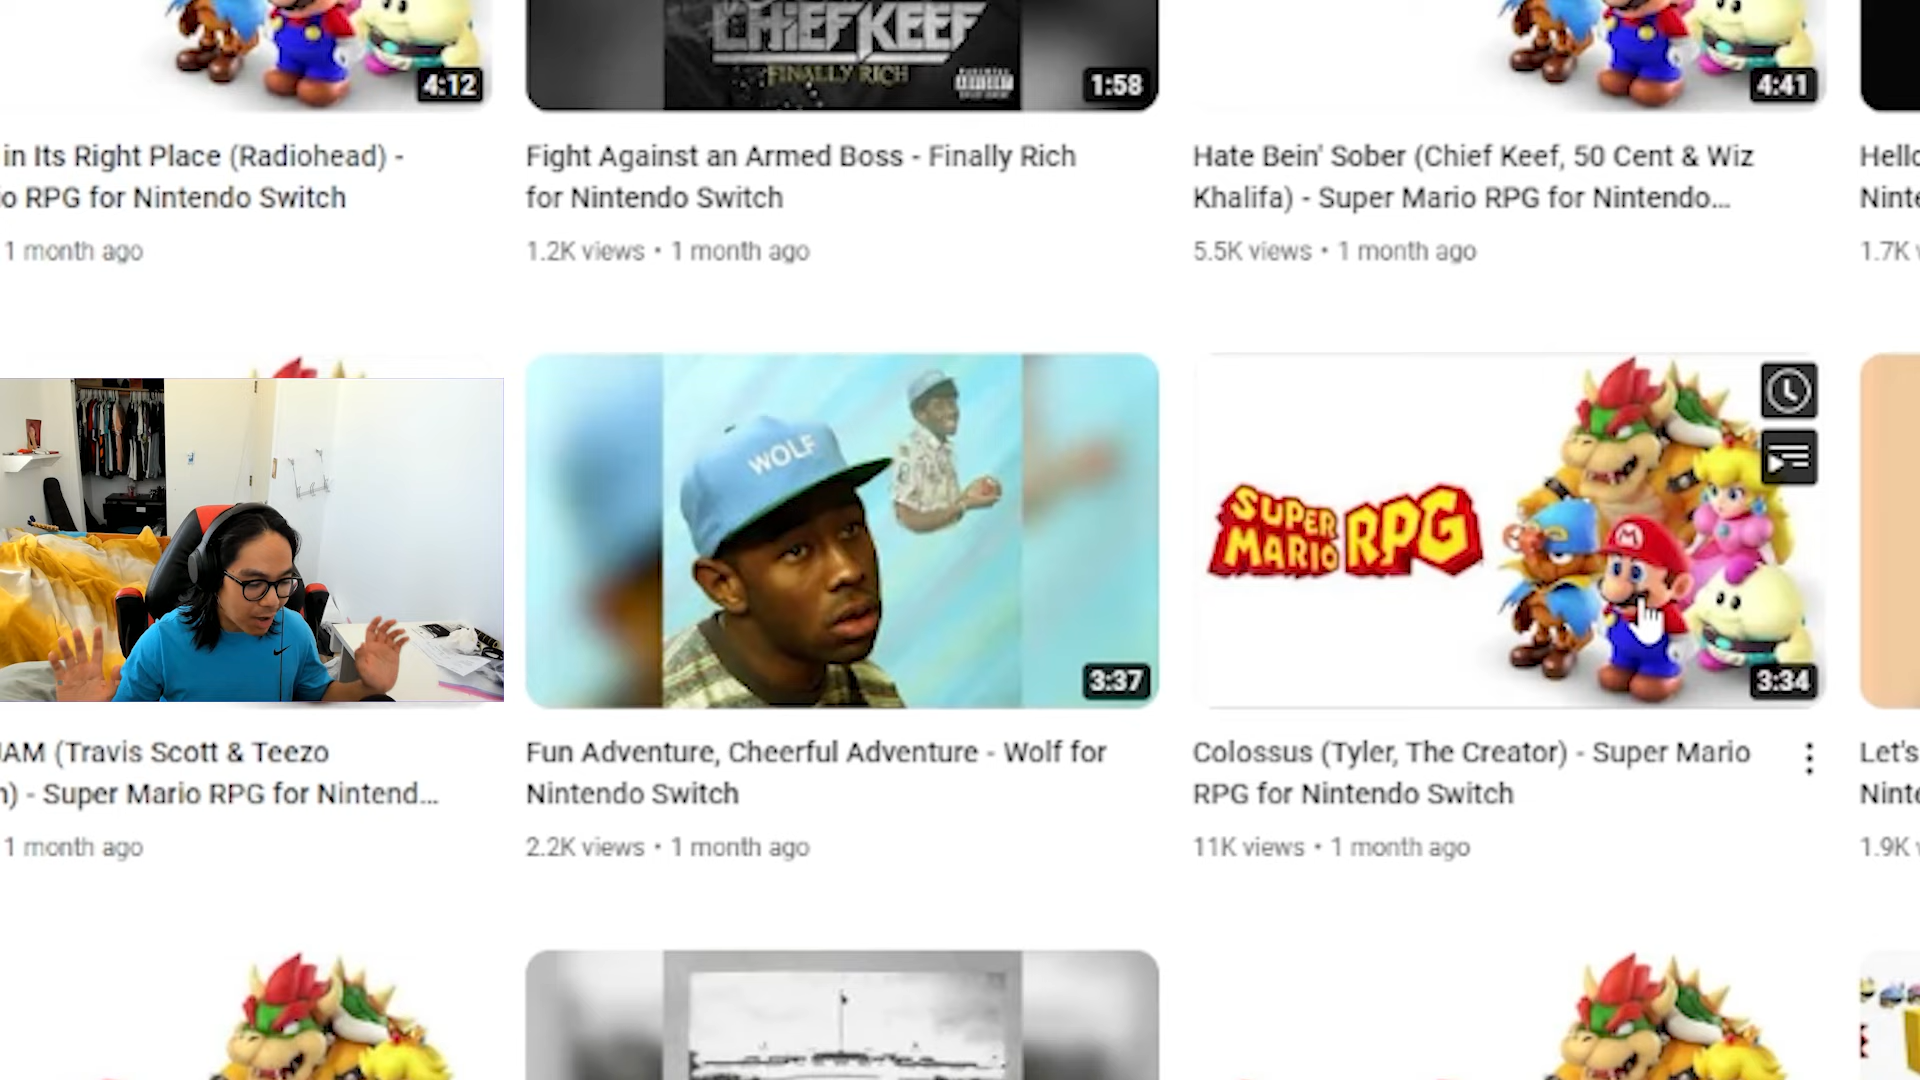 CHIEF KEEF
FINALLY RICH
4:12
1:58
4:41
in Its Right Place (Radiohead) -
io RPG for Nintendo Switch
1 month ago
Fight Against an Armed Boss - Finally Rich
for Nintendo Switch
1.2K views • 1 month ago
Hate Bein' Sober (Chief Keef, 50 Cent & Wiz
Khalifa) - Super Mario RPG for Nintendo...
5.5K views • 1 month ago
Hello
Ninte
1.7K
WOLF
3:37
SUPER
MARIO RPG
M
3:34
JAM (Travis Scott & Teezo
n) - Super Mario RPG for Nintend...
1 month ago
Fun Adventure, Cheerful Adventure - Wolf for
Nintendo Switch
2.2K views • 1 month ago
Colossus (Tyler, The Creator) - Super Mario
RPG for Nintendo Switch
11K views • 1 month ago
Let's
Ninte
1.9K